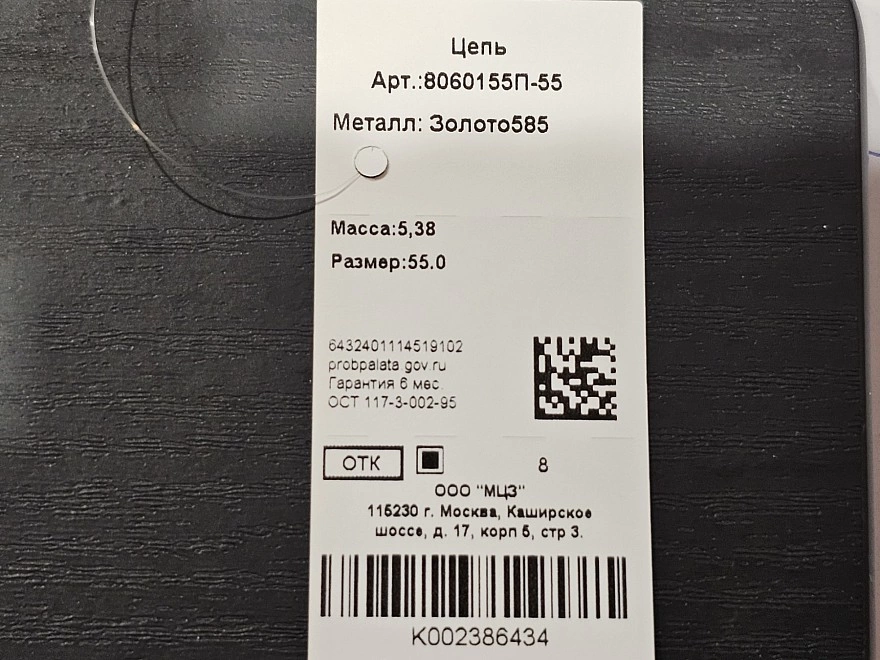 Цепь
Арт.:8060155П-55
Металл: Золото585
Масса:5,38
Размер:55.0
6432401114519102
probpalata.gov.ru
Гарантия 6 мес.
ОСТ 117-3-002-95
ОТК
8
ООО "МЦЗ"
115230 г. Москва, Каширское
шоссе, д. 17, корп 5, стр 3.
K002386434